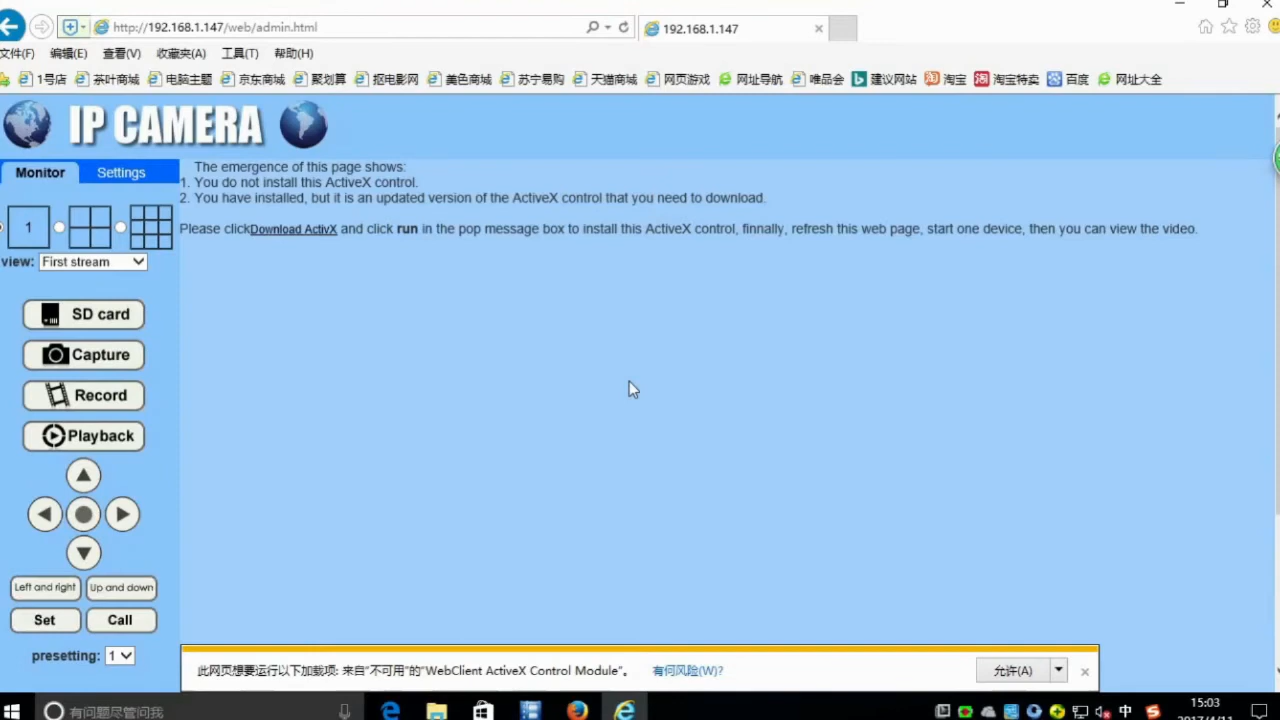 http://192.168.1.147/web/admin.html
192.168.1.147
文件(F) 编辑(E) 查看(V) 收藏夹(A) 工具(T) 帮助(H)
1号店 茶叶商城 电脑主题 京东商城 聚划算 抠电影网 美色商城 苏宁易购 天猫商城 网页游戏 网址导航 唯品会 建议网站 淘宝 淘宝特卖 百度 网址大全
IP CAMERA
Monitor Settings
The emergence of this page shows:
1. You do not install this ActiveX control.
2. You have installed, but it is an updated version of the ActiveX control that you need to download.
Please clickDownload ActivX and click run in the pop message box to install this ActiveX control, finnally, refresh this web page, start one device, then you can view the video.
1
view: First stream
SD card
Capture
Record
Playback
Left and right Up and down
Set Call
presetting: 1
此网页想要运行以下加载项: 来自"不可用"的"WebClient ActiveX Control Module"。 有何风险(W)? 允许(A)
有问题尽管问我
中
15:03
2017/4/11